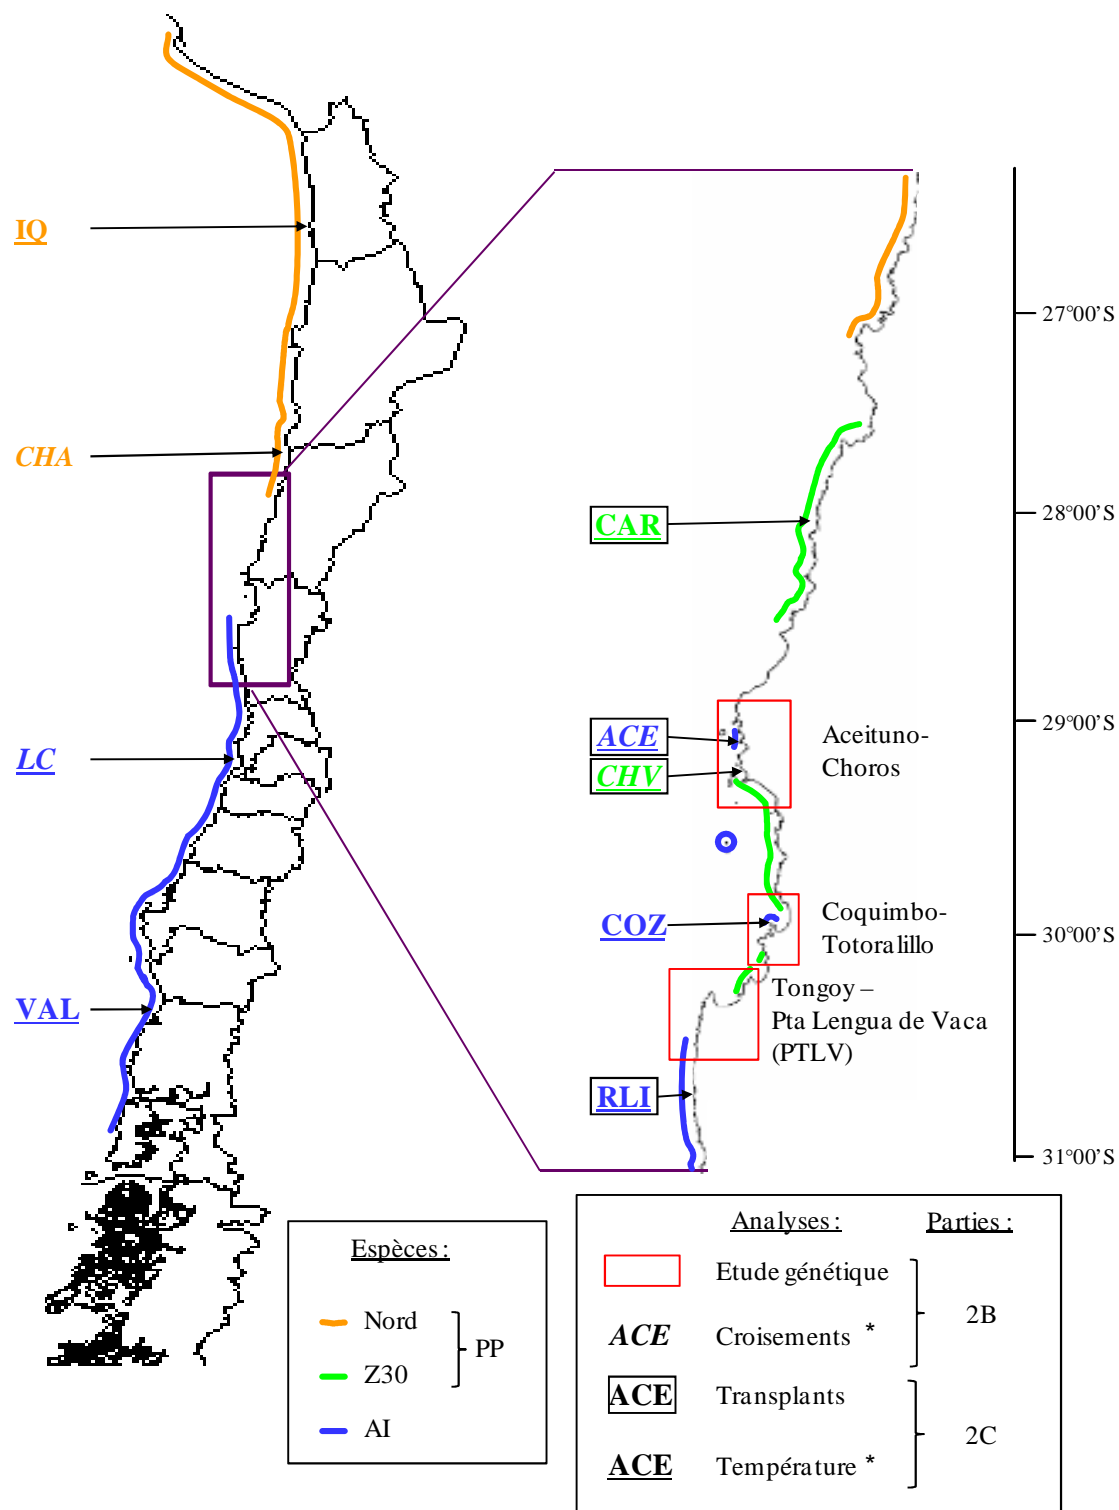 IQ
CHA
LC
VAL
27°00'S
CAR
28°00'S
ACE
CHV
29°00'S
Aceituno-
Choros
COZ
Coquimbo-
Totoralillo
30°00'S
Tongoy –
Pta Lengua de Vaca
(PTLV)
RLI
31°00'S
Espèces :
Nord
Z30
PP
AI
Analyses : Parties :
Etude génétique
ACE Croisements *
2B
ACE Transplants
ACE Température *
2C